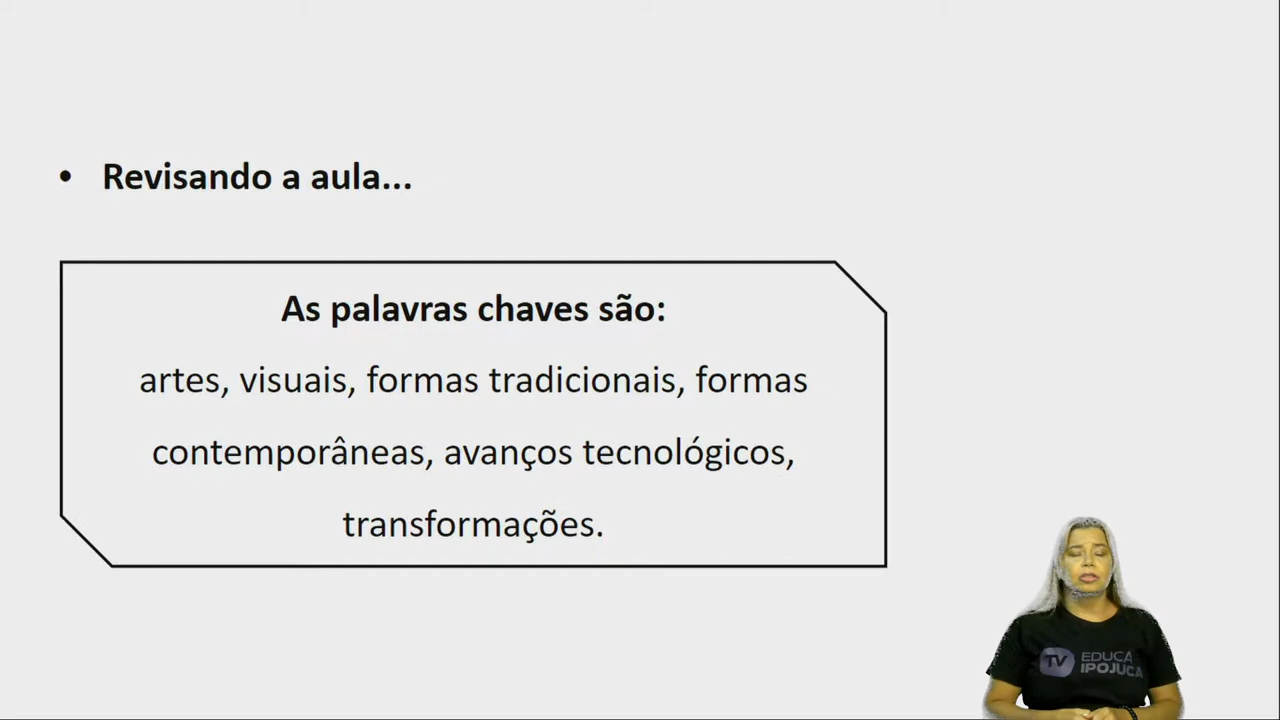 • Revisando a aula...
As palavras chaves são:
artes, visuais, formas tradicionais, formas
contemporâneas, avanços tecnológicos,
transformações.
TV EDUCA
IPOJUCA